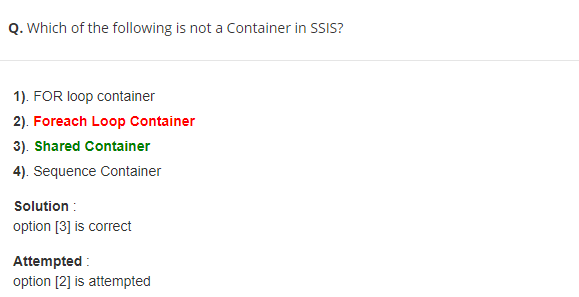 Q. Which of the following is not a Container in SSIS?
1). FOR loop container
2). Foreach Loop Container
3). Shared Container
4). Sequence Container
Solution :
option [3] is correct
Attempted :
option [2] is attempted